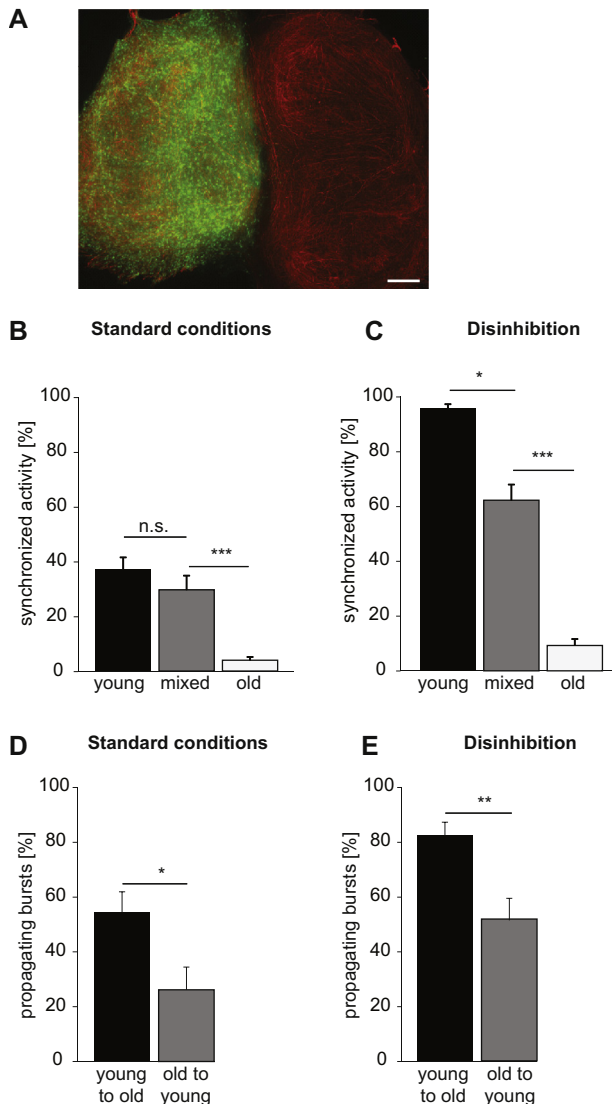 A
B
Standard conditions
synchronized activity [%]
100
80
60
40
20
0
n.s.
***
young mixed old
C
Disinhibition
synchronized activity [%]
100
80
60
40
20
0
*
***
young mixed old
D
Standard conditions
propagating bursts [%]
100
80
60
40
20
0
*
young old to
to old young
E
Disinhibition
propagating bursts [%]
100
80
60
40
20
0
**
young old to
to old young